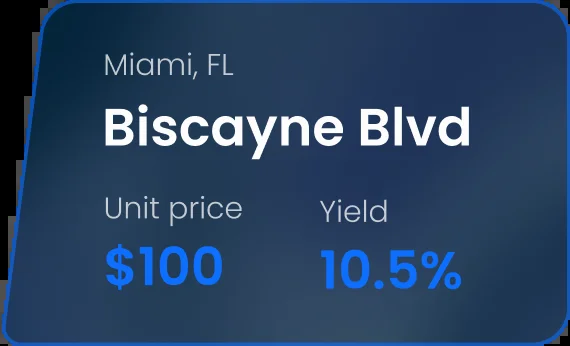 Miami, FL
Biscayne Blvd
Unit price
Yield
$100
10.5%